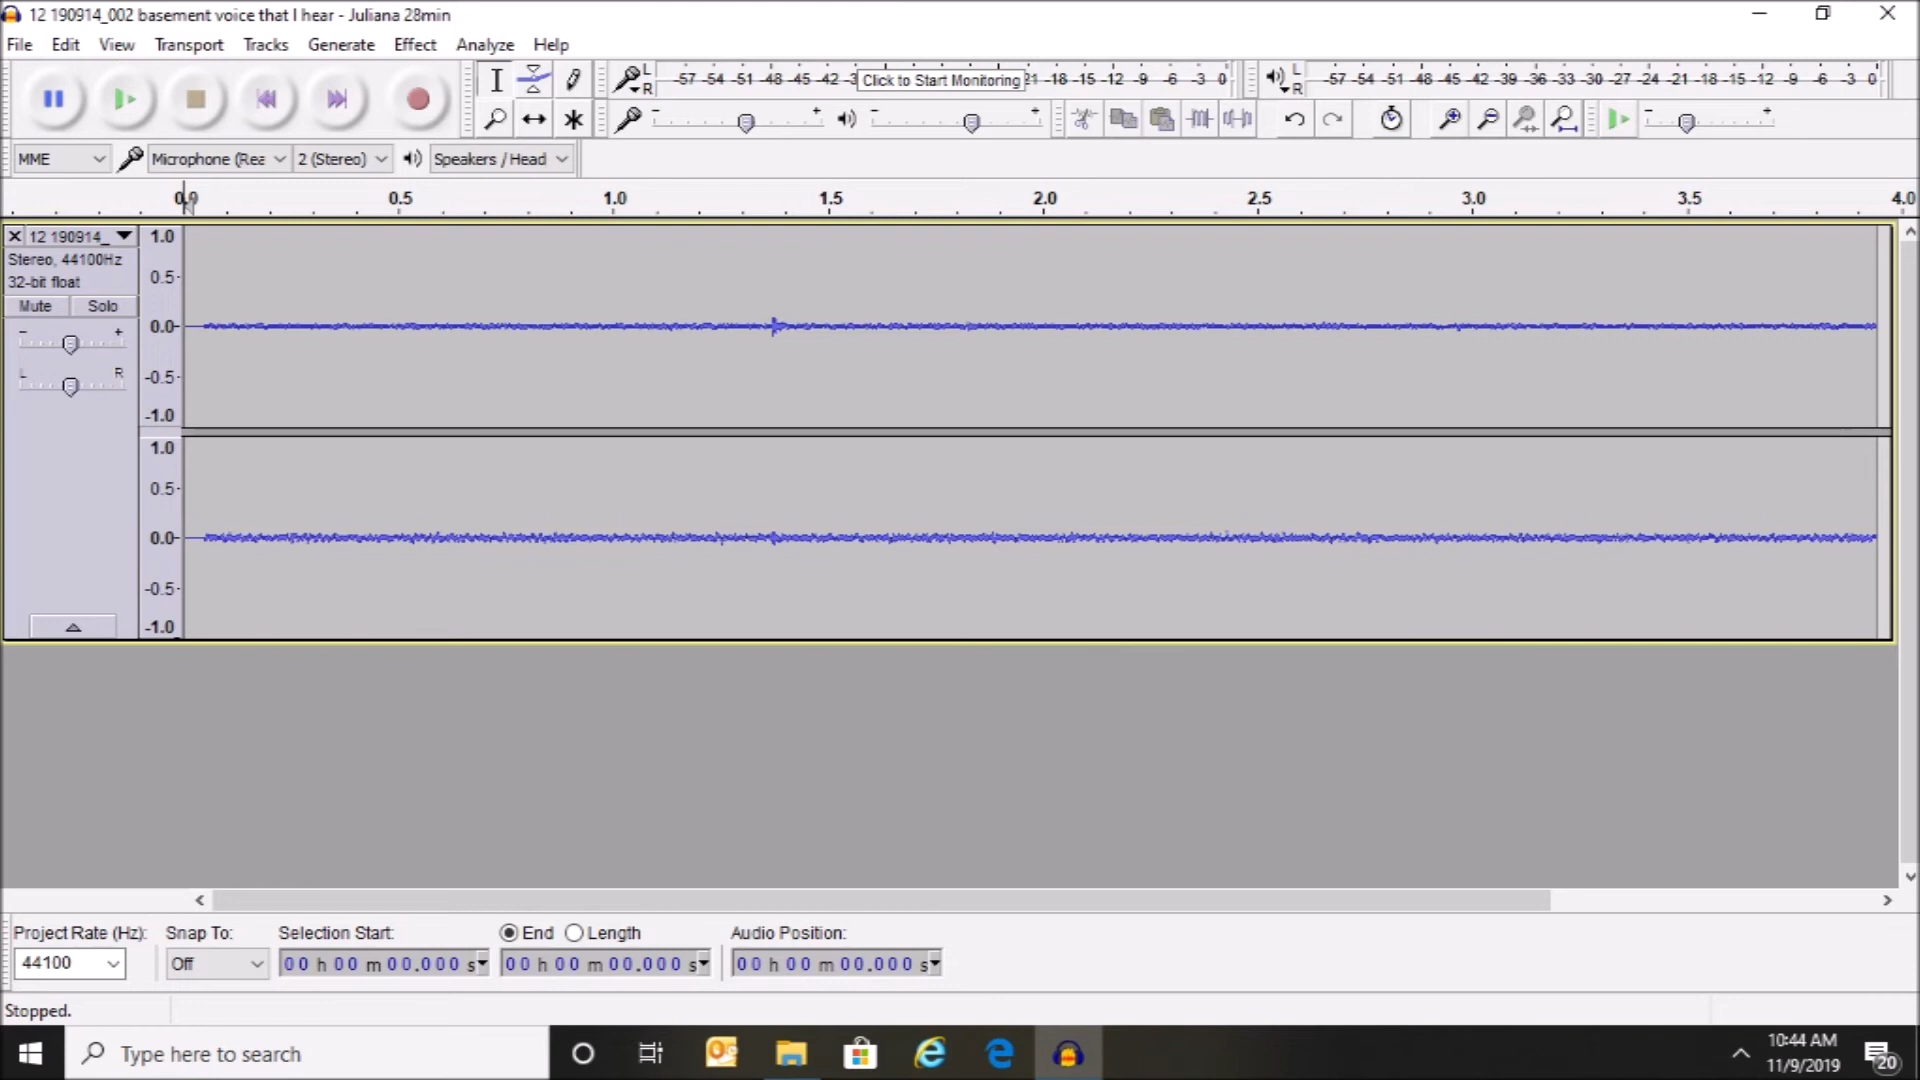 12 190914_002 basement voice that I hear - Juliana 28min
File Edit View Transport Tracks Generate Effect Analyze Help
L R -57 -54 -51 -48 -45 -42 -3 Click to Start Monitoring 21 -18 -15 -12 -9 -6 -3 0 L R -57 -54 -51 -48 -45 -42 -39 -36 -33 -30 -27 -24 -21 -18 -15 -12 -9 -6 -3 0
- + - + - +
MME Microphone (Rea 2 (Stereo) Speakers / Head
0.0 0.5 1.0 1.5 2.0 2.5 3.0 3.5 4.0
12 190914_ 1.0
Stereo, 44100Hz
0.5
32-bit float
Mute Solo
0.0
- +
L R
-0.5
-1.0
1.0
0.5
0.0
-0.5
-1.0
Project Rate (Hz): Snap To: Selection Start: End Length Audio Position:
44100 Off 00 h 00 m 00.000 s 00 h 00 m 00.000 s 00 h 00 m 00.000 s
Stopped.
Type here to search
10:44 AM
11/9/2019
20